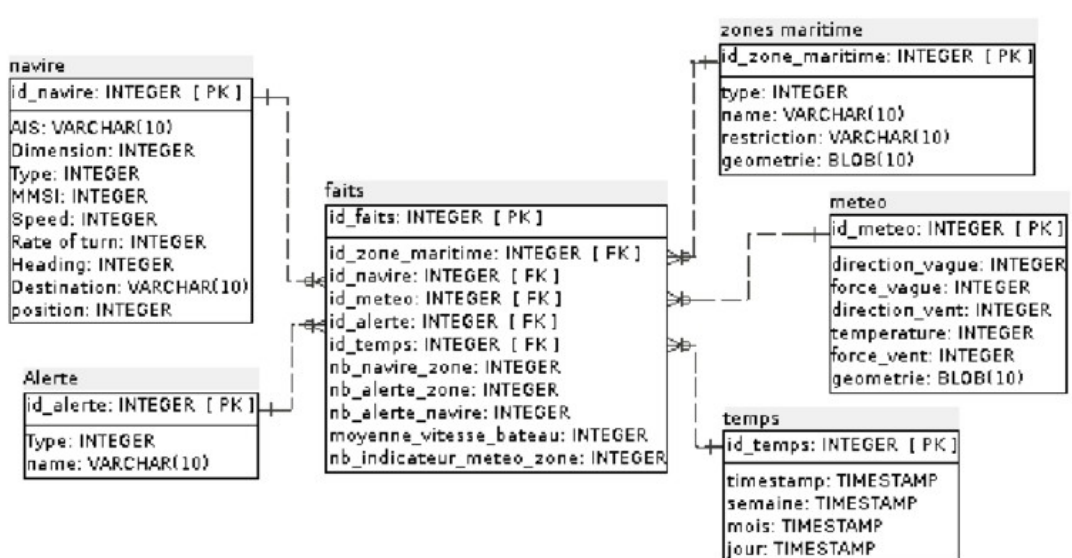 navire
id_navire: INTEGER [ PK ]
AIS: VARCHAR(10)
Dimension: INTEGER
Type: INTEGER
MMSI: INTEGER
Speed: INTEGER
Rate of turn: INTEGER
Heading: INTEGER
Destination: VARCHAR(10)
position: INTEGER
Alerte
id_alerte: INTEGER [ PK ]
Type: INTEGER
name: VARCHAR(10)
faits
id_faits: INTEGER [ PK ]
id_zone_maritime: INTEGER [ FK ]
id_navire: INTEGER [ FK ]
id_meteo: INTEGER [ FK ]
id_alerte: INTEGER [ FK ]
id_temps: INTEGER [ FK ]
nb_navire_zone: INTEGER
nb_alerte_zone: INTEGER
nb_alerte_navire: INTEGER
moyenne_vitesse_bateau: INTEGER
nb_indicateur_meteo_zone: INTEGER
zones maritime
id_zone_maritime: INTEGER [ PK ]
type: INTEGER
name: VARCHAR(10)
restriction: VARCHAR(10)
geometrie: BLOB(10)
meteo
id_meteo: INTEGER [ PK ]
direction_vague: INTEGER
force_vague: INTEGER
direction_vent: INTEGER
temperature: INTEGER
force_vent: INTEGER
geometrie: BLOB(10)
temps
id_temps: INTEGER [ PK ]
timestamp: TIMESTAMP
semaine: TIMESTAMP
mois: TIMESTAMP
jour: TIMESTAMP